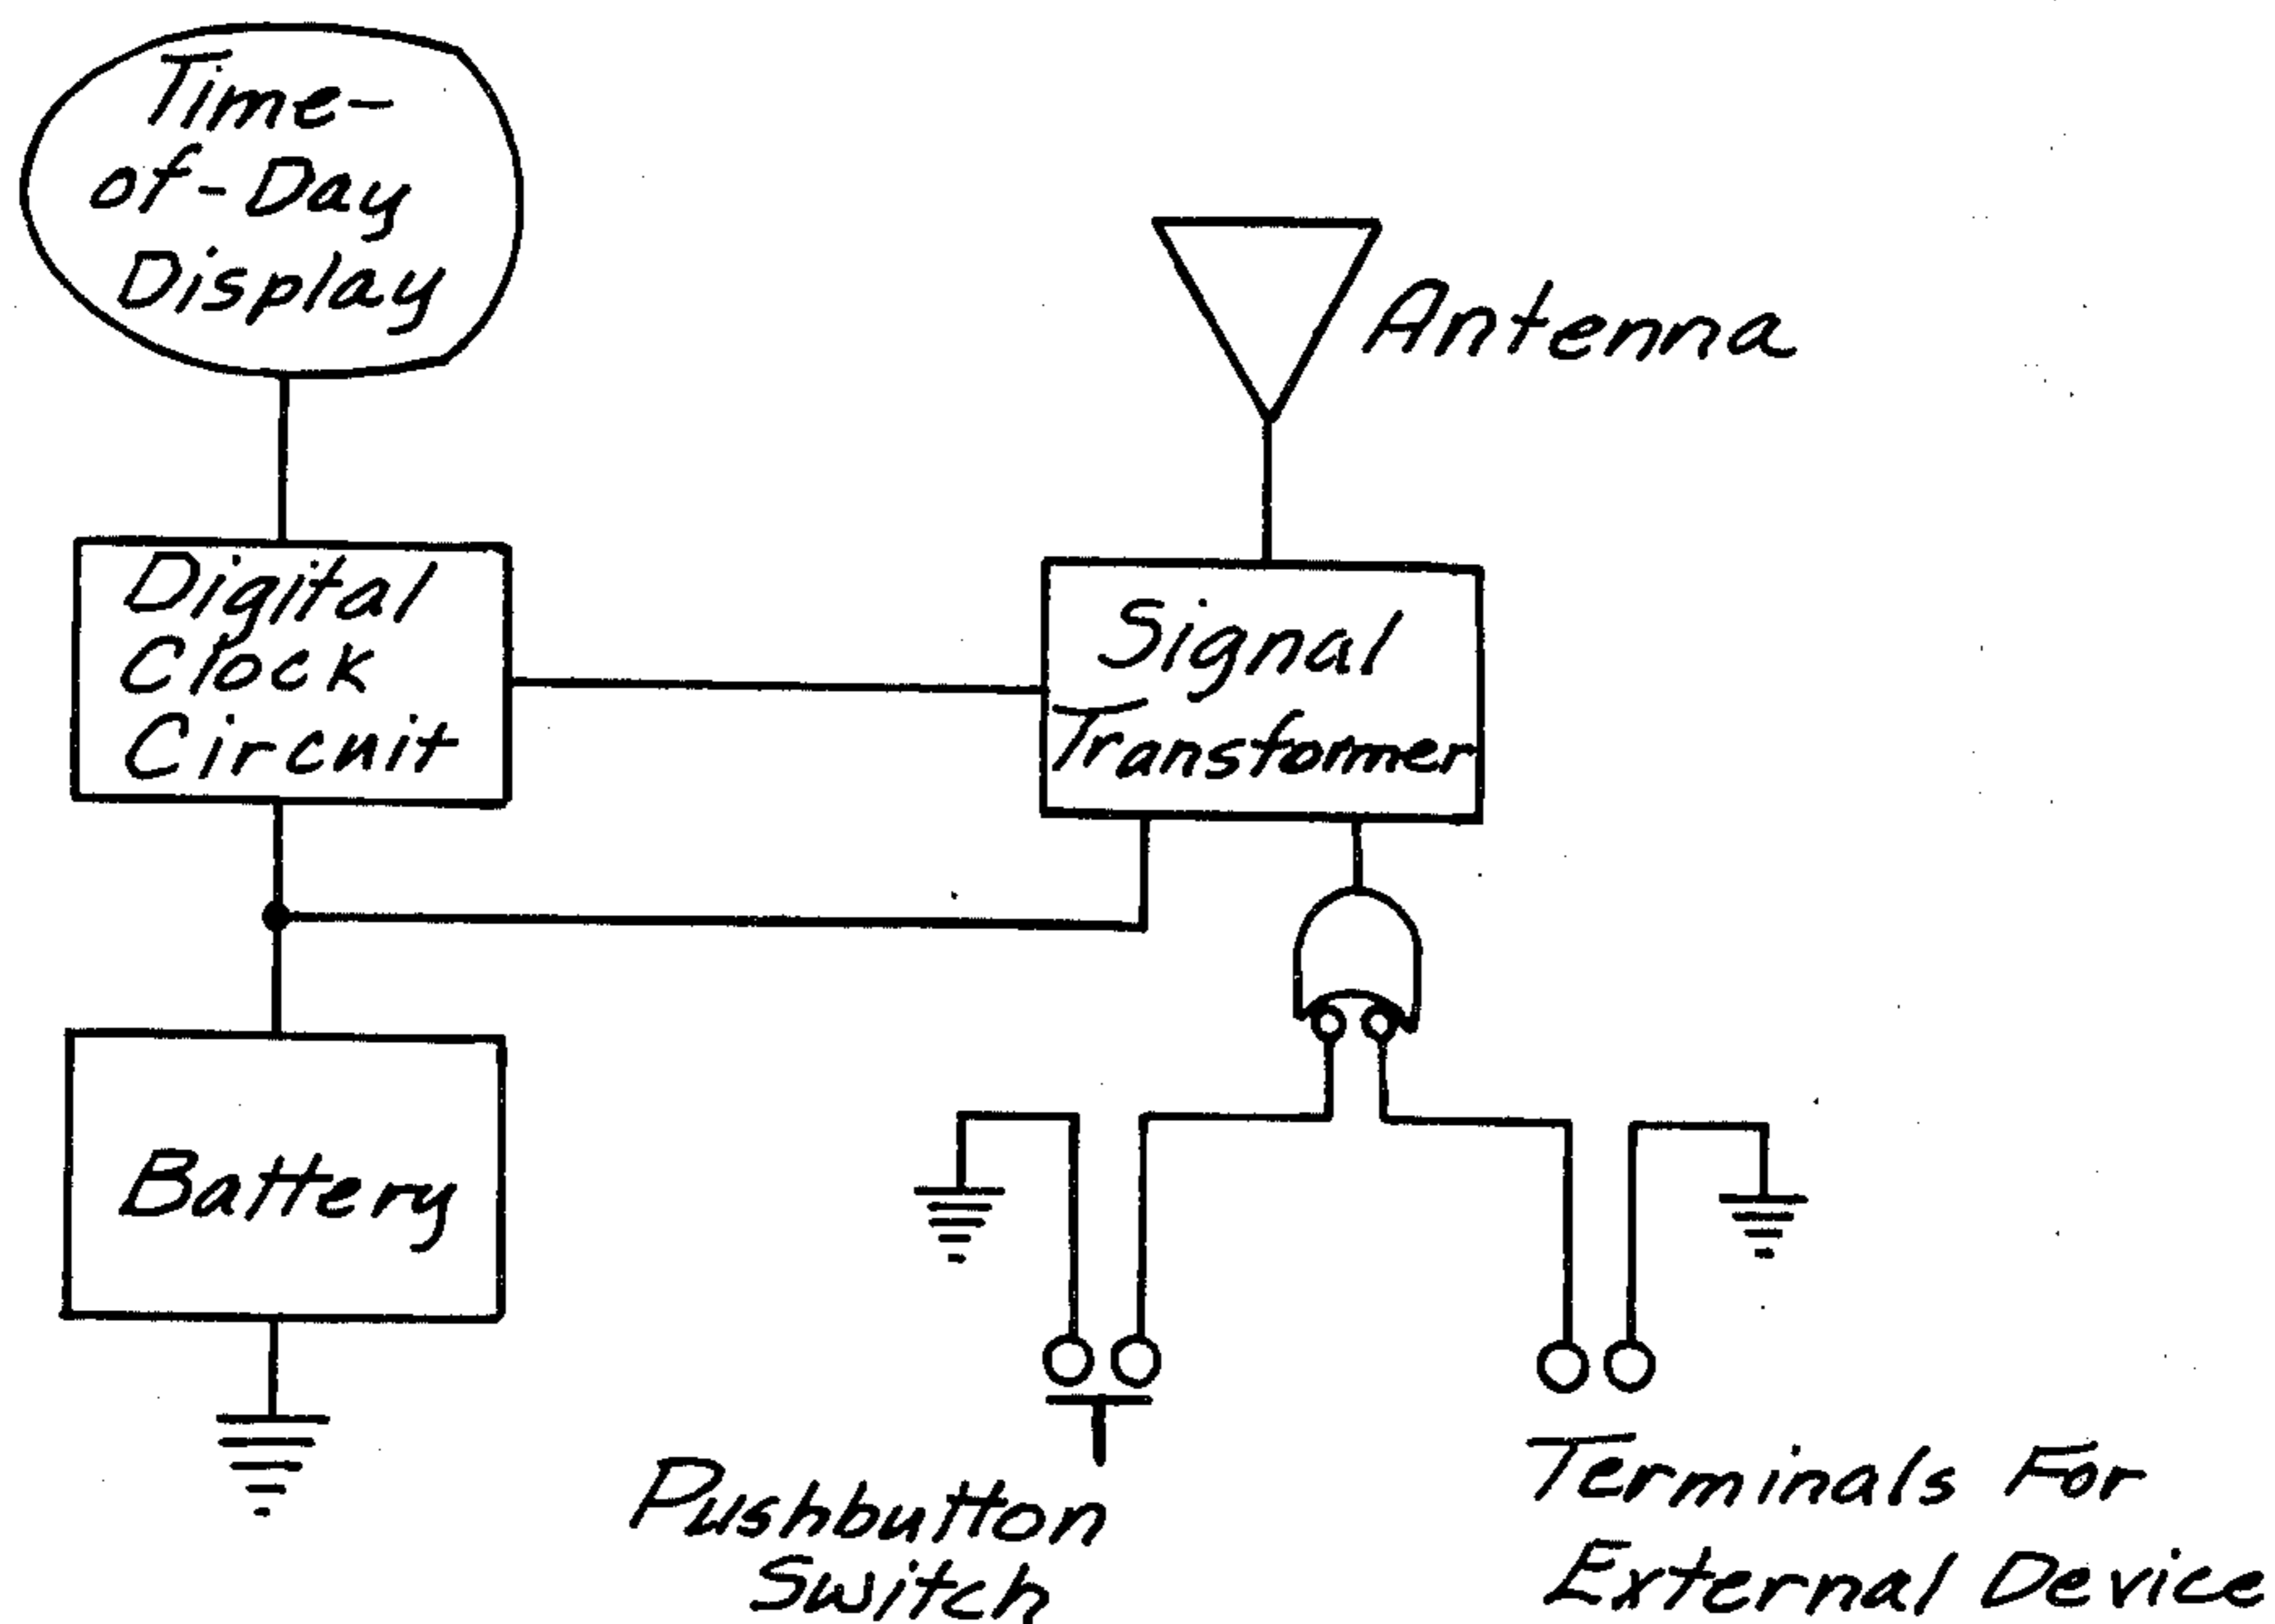 Time-
of-Day
Display
Antenna
Digital
Clock
Circuit
Signal
Transformer
Battery
Pushbutton
Switch
Terminals For
External Device